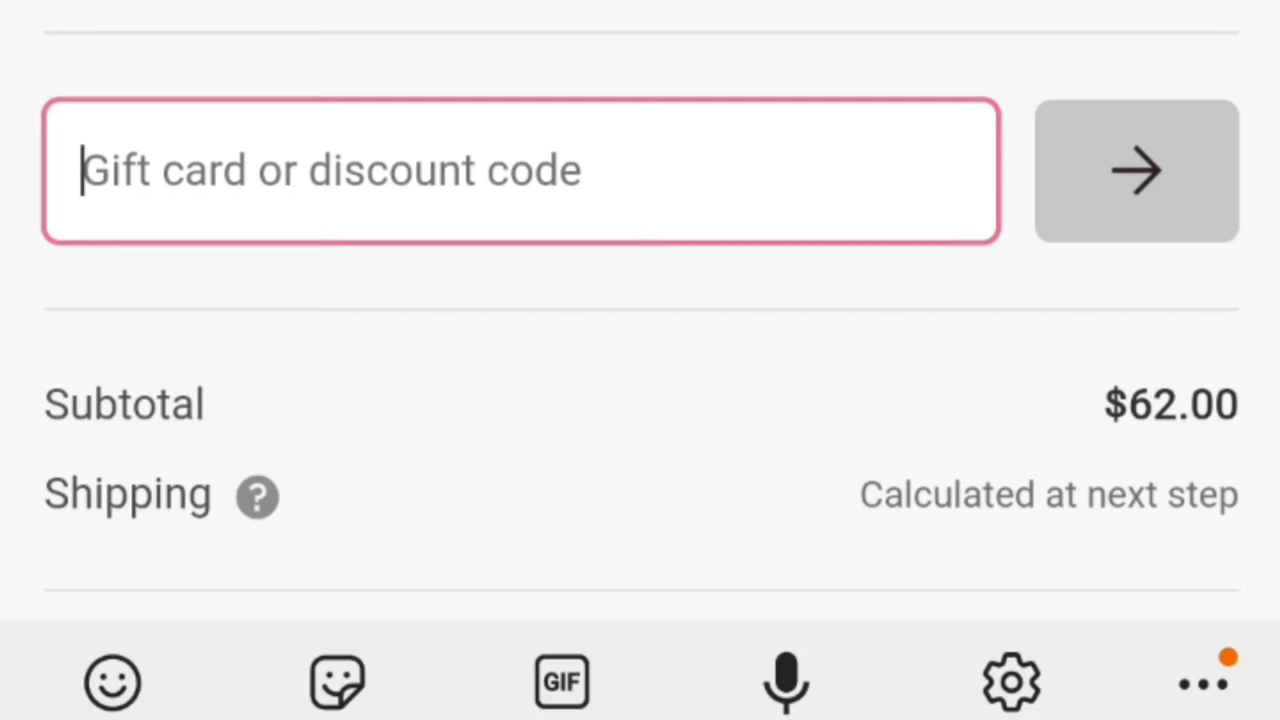 Gift card or discount code
Subtotal $62.00
Shipping ? Calculated at next step
GIF